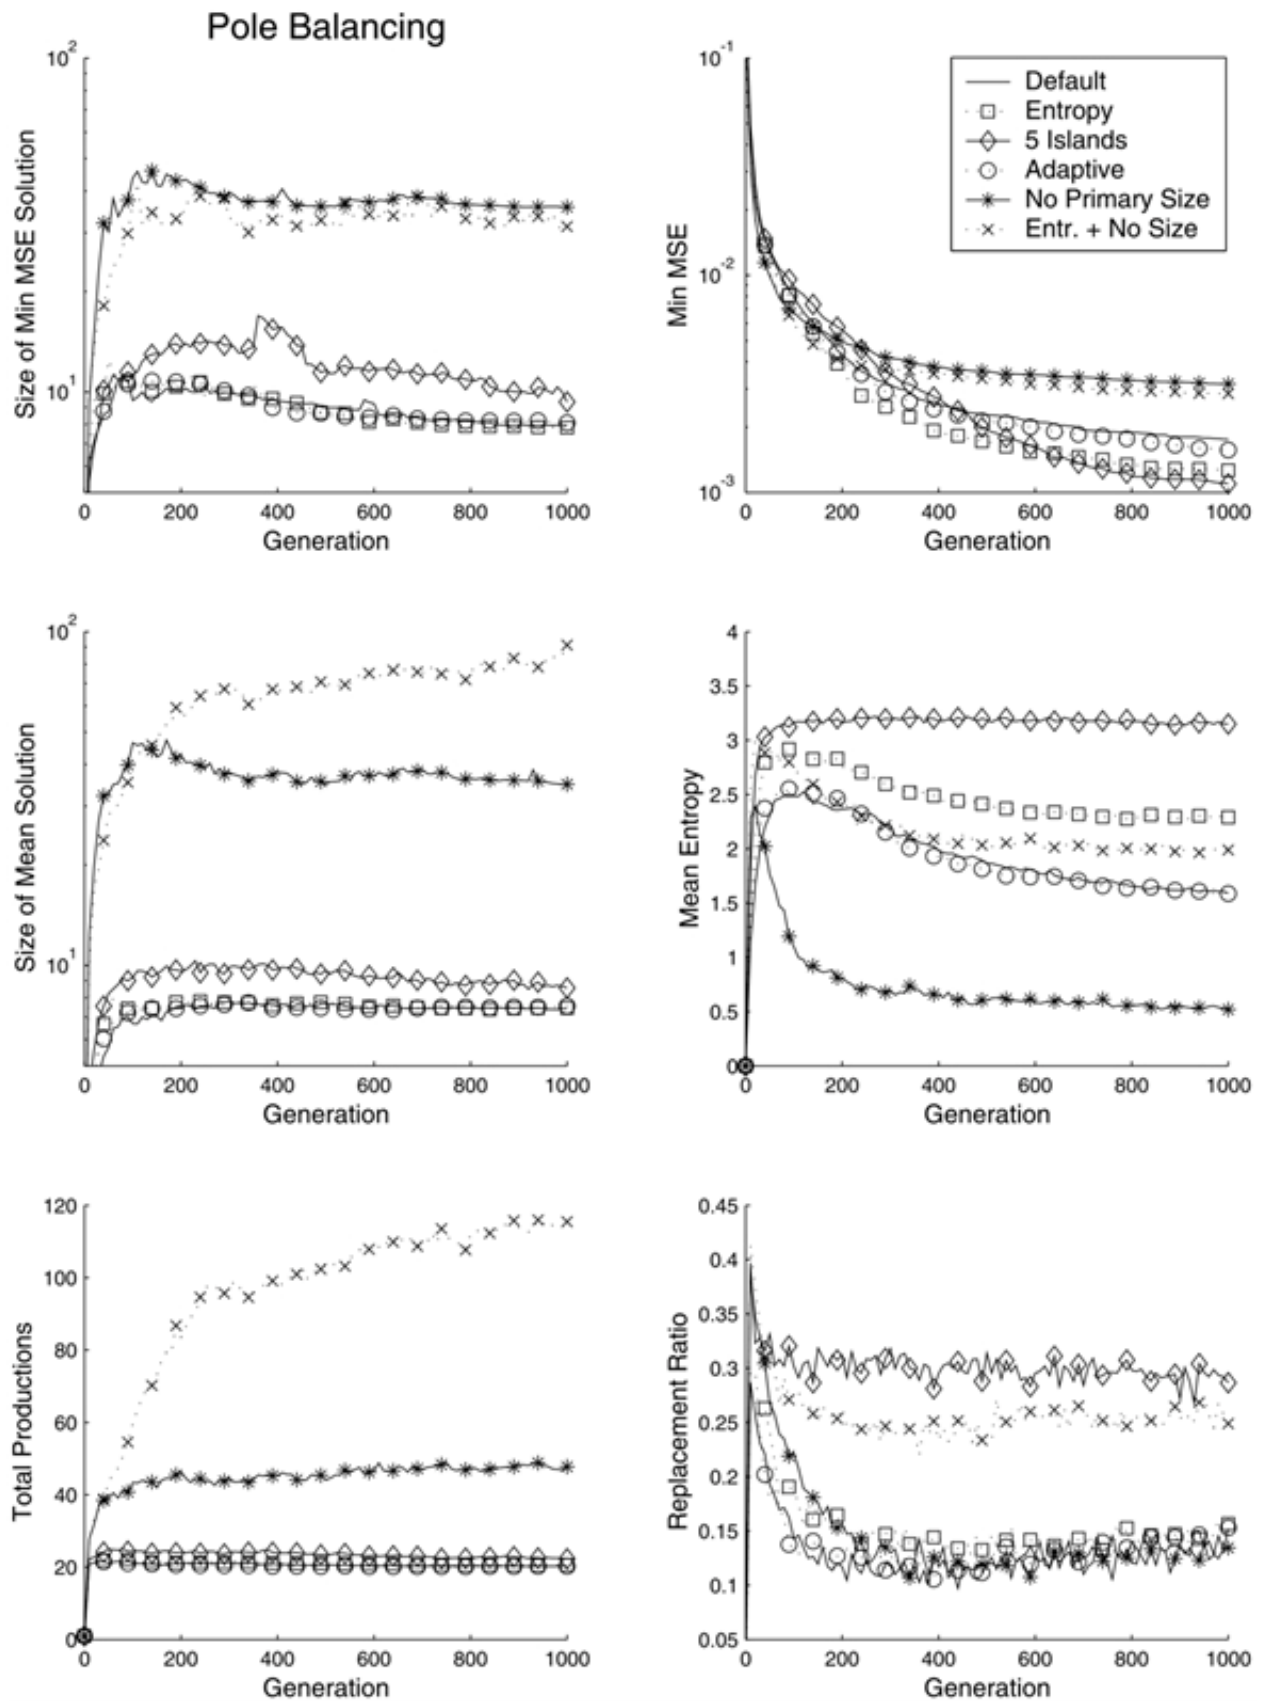 Pole Balancing
10^2
10^1
Size of Min MSE Solution
0 200 400 600 800 1000
Generation
10^-1
10^-2
10^-3
Min MSE
0 200 400 600 800 1000
Generation
Default
Entropy
5 Islands
Adaptive
No Primary Size
Entr. + No Size
10^2
10^1
Size of Mean Solution
0 200 400 600 800 1000
Generation
4
3.5
3
2.5
2
1.5
1
0.5
0
Mean Entropy
0 200 400 600 800 1000
Generation
120
100
80
60
40
20
0
Total Productions
0 200 400 600 800 1000
Generation
0.45
0.4
0.35
0.3
0.25
0.2
0.15
0.1
0.05
Replacement Ratio
0 200 400 600 800 1000
Generation